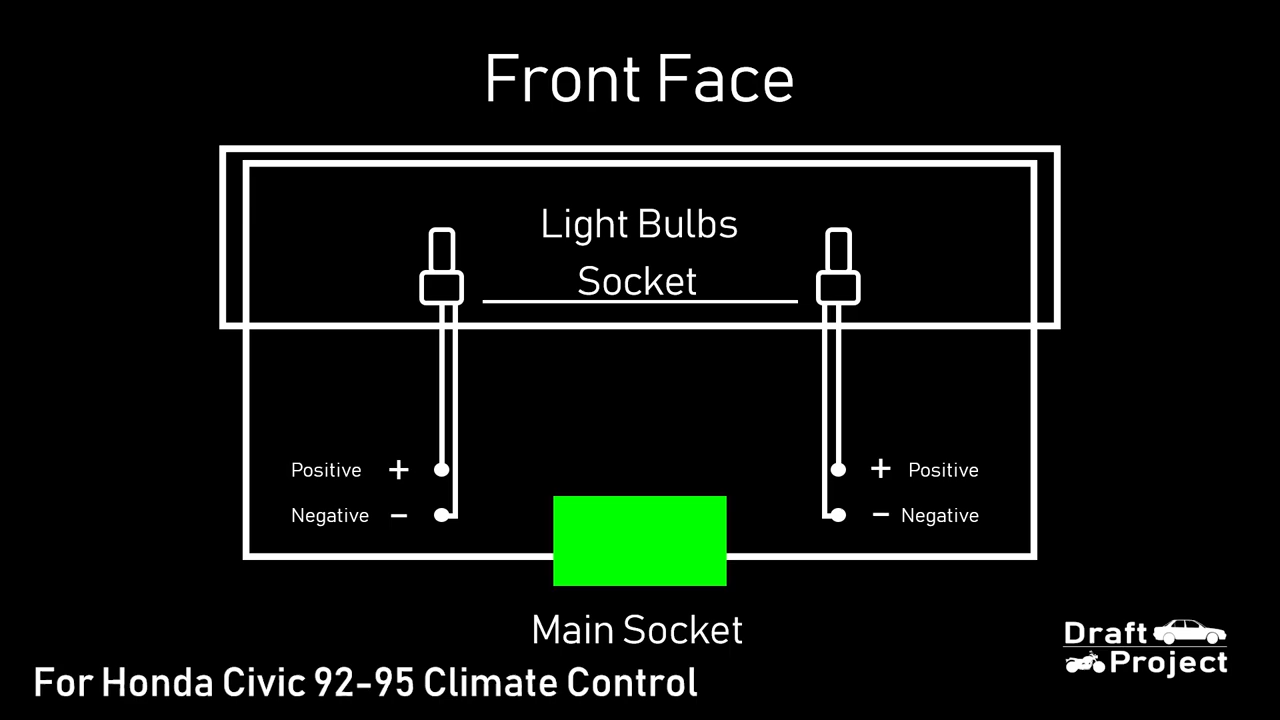 Front Face
Light Bulbs
Socket
Positive + + Positive
Negative − − Negative
Main Socket
Draft
Project
For Honda Civic 92-95 Climate Control